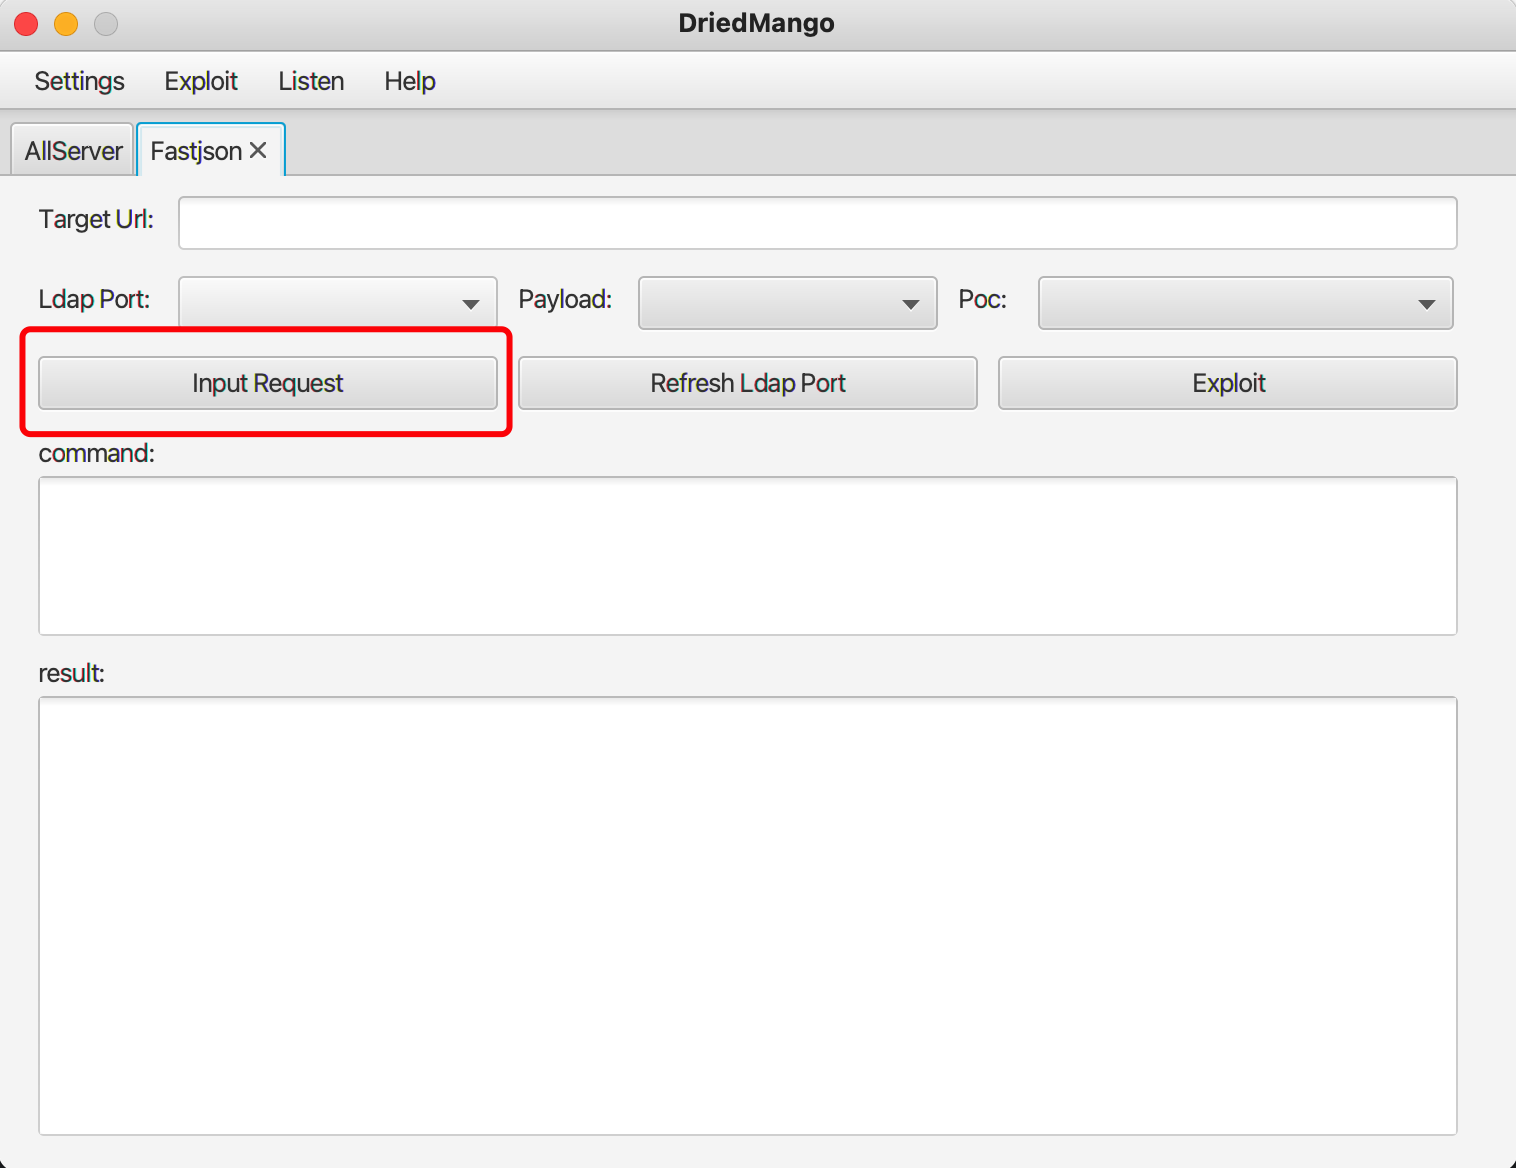 DriedMango
Settings Exploit Listen Help
AllServer Fastjson
Target Url:
Ldap Port: Payload: Poc:
Input Request Refresh Ldap Port Exploit
command:
result: